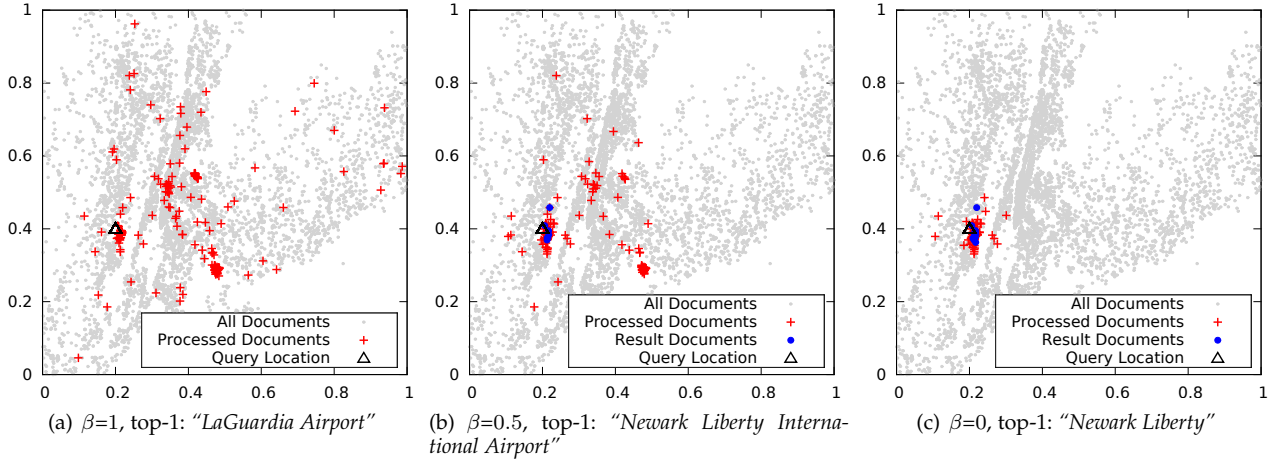 1
0.8
0.6
0.4
0.2
0
0 0.2 0.4 0.6 0.8 1
All Documents
Processed Documents
Query Location
(a) β=1, top-1: “LaGuardia Airport”
1
0.8
0.6
0.4
0.2
0
0 0.2 0.4 0.6 0.8 1
All Documents
Processed Documents
Result Documents
Query Location
(b) β=0.5, top-1: “Newark Liberty Interna-
tional Airport”
1
0.8
0.6
0.4
0.2
0
0 0.2 0.4 0.6 0.8 1
All Documents
Processed Documents
Result Documents
Query Location
(c) β=0, top-1: “Newark Liberty”